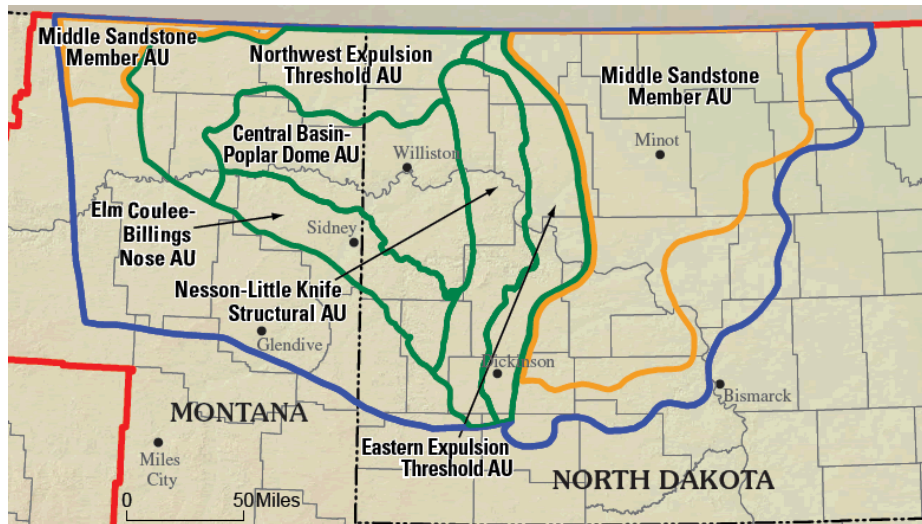 Middle Sandstone
Member AU
Northwest Expulsion
Threshold AU
Middle Sandstone
Member AU
Minot
Central Basin-
Poplar Dome AU
Williston
Elm Coulee-
Billings
Nose AU
Sidney
Nesson-Little Knife
Structural AU
Glendive
Dickinson
Bismarck
MONTANA
Miles
City
Eastern Expulsion
Threshold AU
NORTH DAKOTA
0 50 Miles